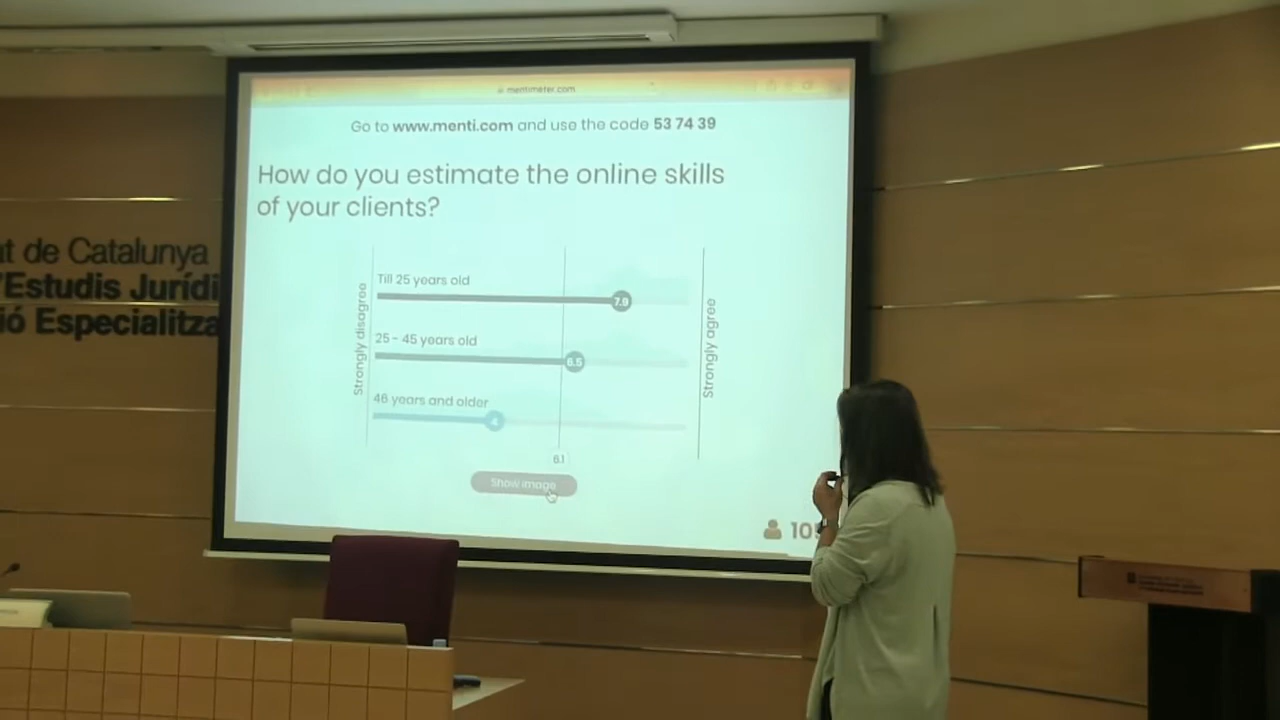 mentimeter.com
Go to www.menti.com and use the code 53 74 39
How do you estimate the online skills
of your clients?
Strongly disagree
Till 25 years old
7.9
25 - 45 years old
6.5
46 years and older
4
Strongly agree
6.1
Show image
10
ut de Catalunya
'Estudis Jurídi
ió Especialitza